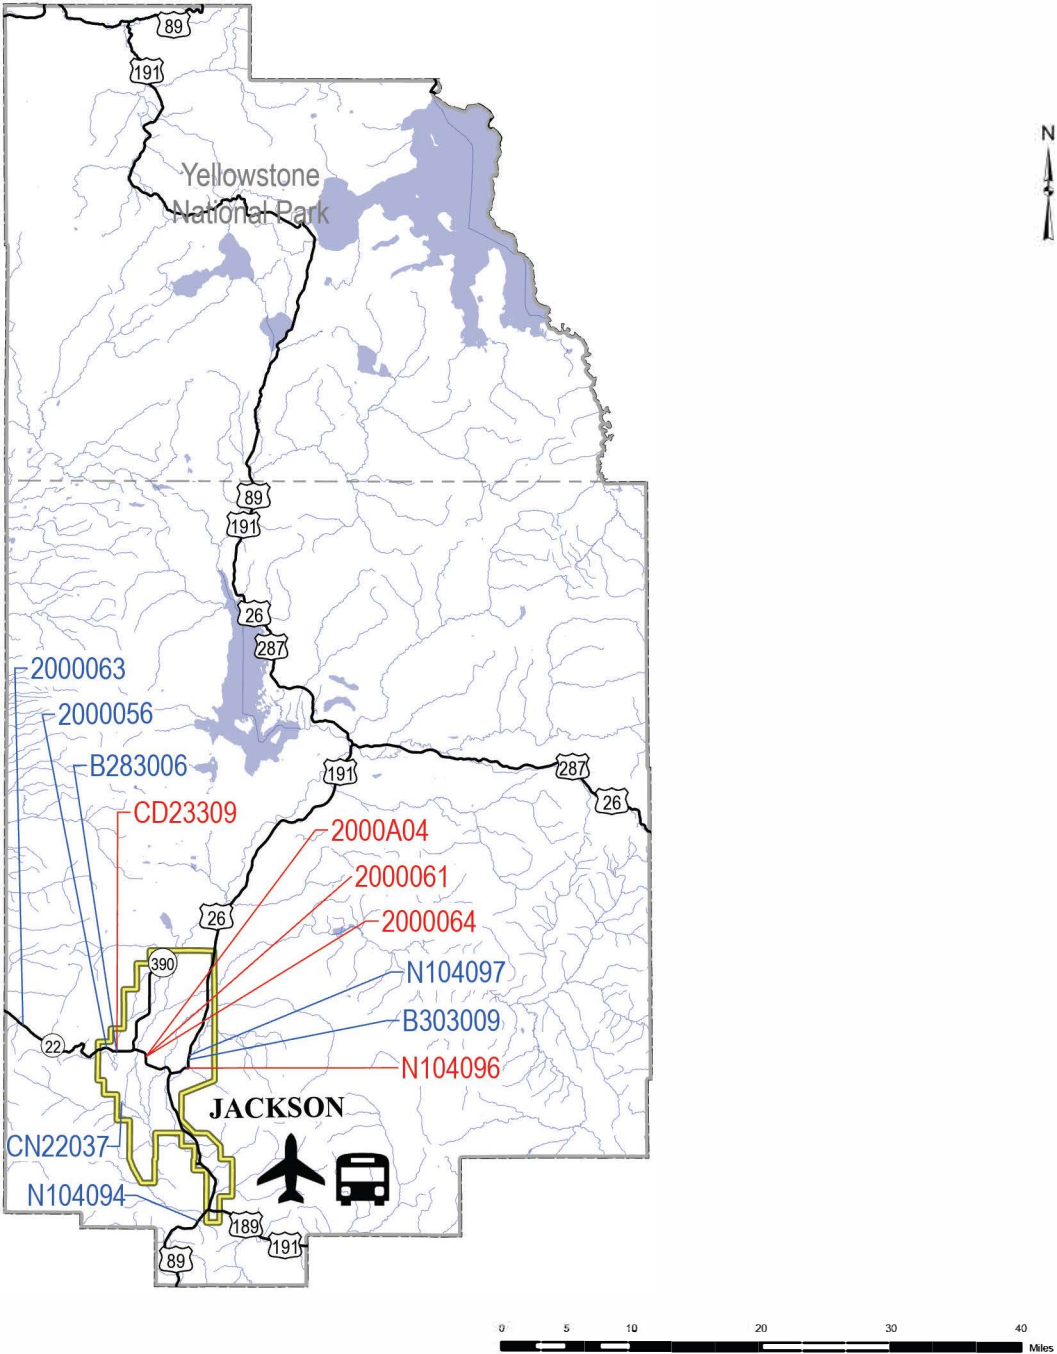 89
191
N
Yellowstone
National Park
89
191
26
287
2000063
2000056
B283006
191
287
26
CD23309
2000A04
2000061
2000064
26
390
N104097
B303009
22
N104096
JACKSON
CN22037
N104094
189
191
89
0 5 10 20 30 40
Miles